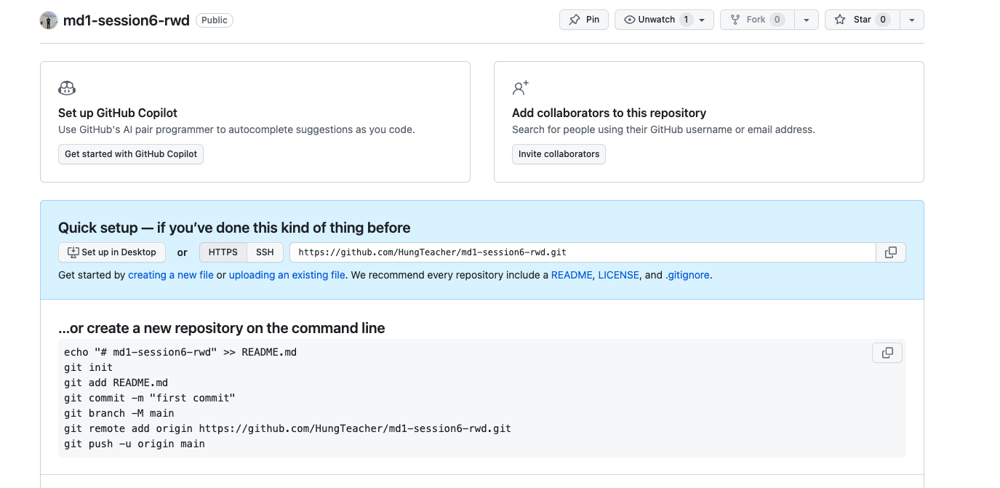 md1-session6-rwd Public
Pin Unwatch 1 Fork 0 Star 0
Set up GitHub Copilot
Use GitHub's AI pair programmer to autocomplete suggestions as you code.
Get started with GitHub Copilot
Add collaborators to this repository
Search for people using their GitHub username or email address.
Invite collaborators
Quick setup — if you’ve done this kind of thing before
Set up in Desktop or HTTPS SSH https://github.com/HungTeacher/md1-session6-rwd.git
Get started by creating a new file or uploading an existing file. We recommend every repository include a README, LICENSE, and .gitignore.
…or create a new repository on the command line
echo "# md1-session6-rwd" >> README.md
git init
git add README.md
git commit -m "first commit"
git branch -M main
git remote add origin https://github.com/HungTeacher/md1-session6-rwd.git
git push -u origin main